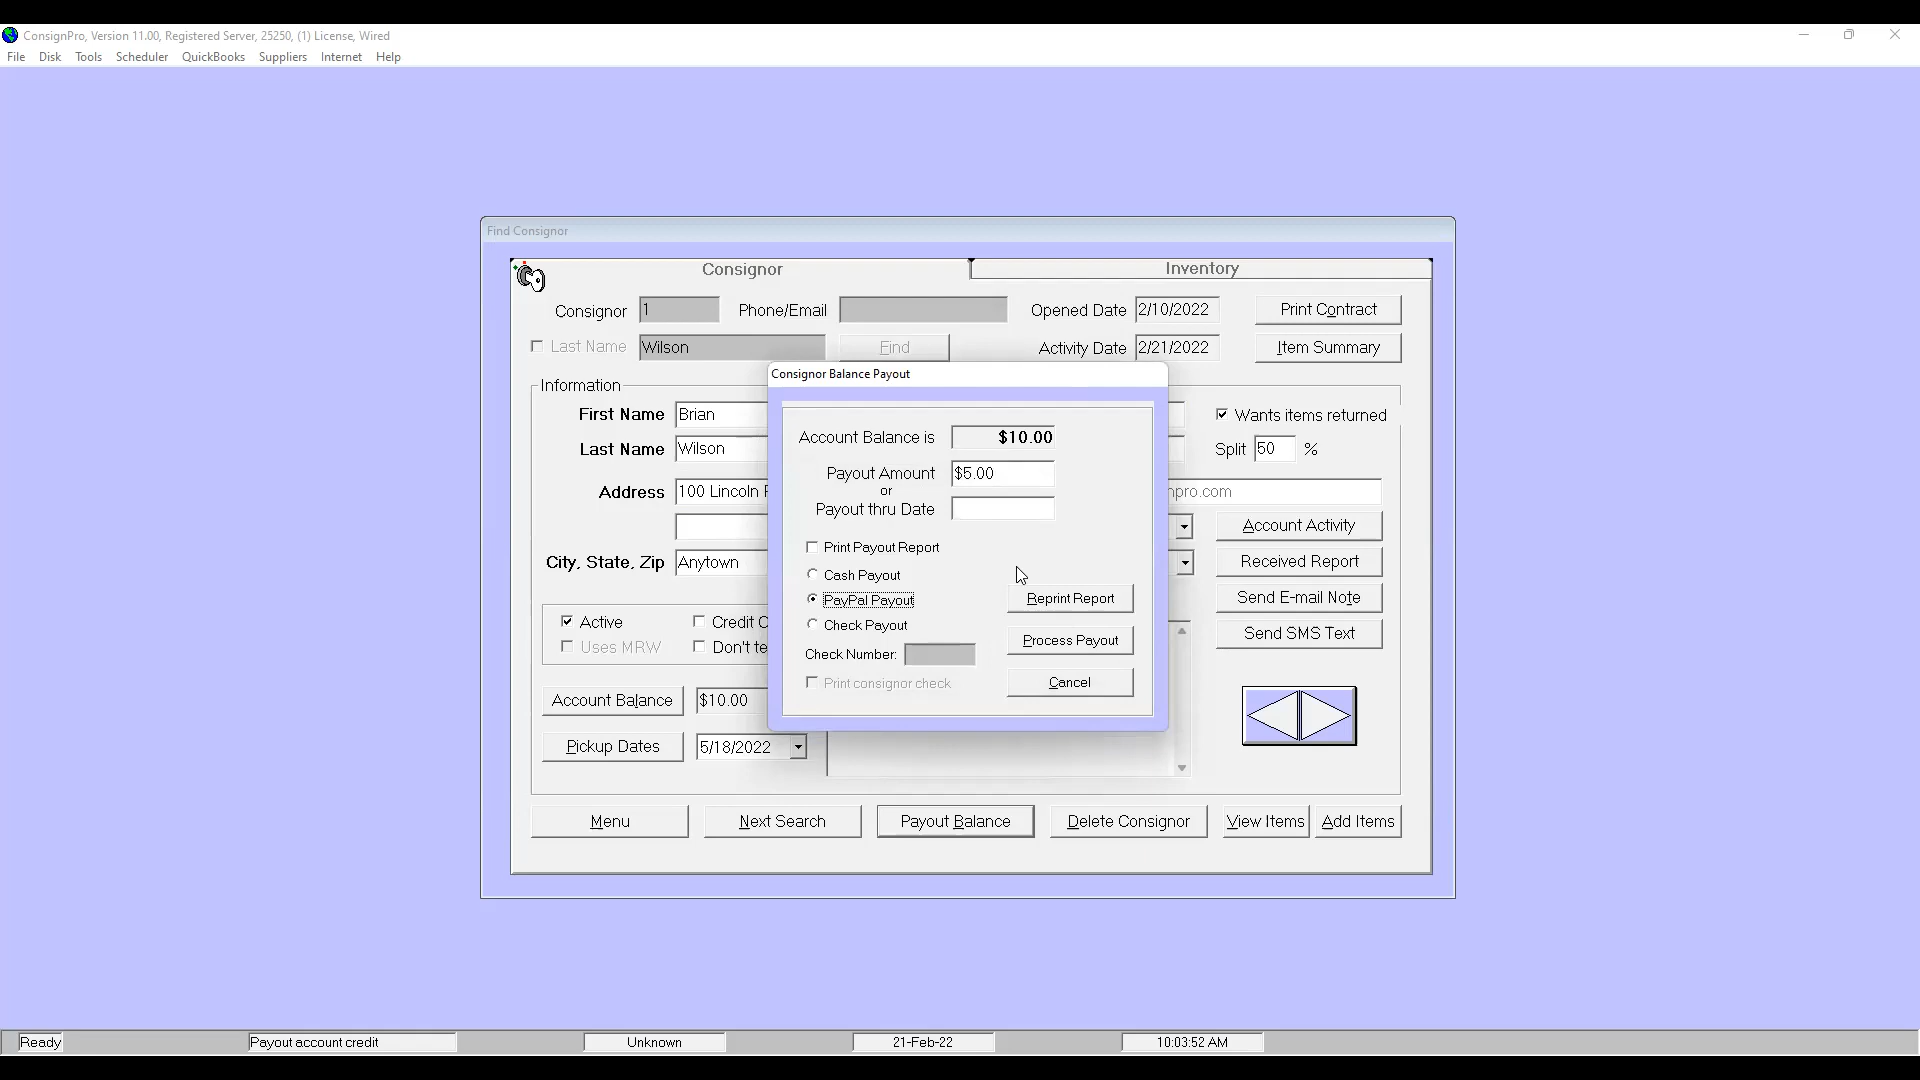 ConsignPro, Version 11.00, Registered Server, 25250, (1) License, Wired
File Disk Tools Scheduler QuickBooks Suppliers Internet Help
Find Consignor
Consignor Inventory
Consignor 1 Phone/Email Opened Date 2/10/2022 Print Contract
Last Name Wilson Find Activity Date 2/21/2022 Item Summary
Information
First Name Brian
Last Name Wilson
Address 100 Lincoln
City, State, Zip Anytown
Active Credit
Uses MRW Don't
Account Balance $10.00
Pickup Dates 5/18/2022
Consignor Balance Payout
Account Balance is $10.00
Payout Amount $5.00
or
Payout thru Date
Print Payout Report
Cash Payout
PayPal Payout
Check Payout
Check Number:
Print consignor check
Reprint Report
Process Payout
Cancel
Wants items returned
Split 50 %
npro.com
Account Activity
Received Report
Send E-mail Note
Send SMS Text
Menu Next Search Payout Balance Delete Consignor View Items Add Items
Ready Payout account credit Unknown 21-Feb-22 10:03:52 AM